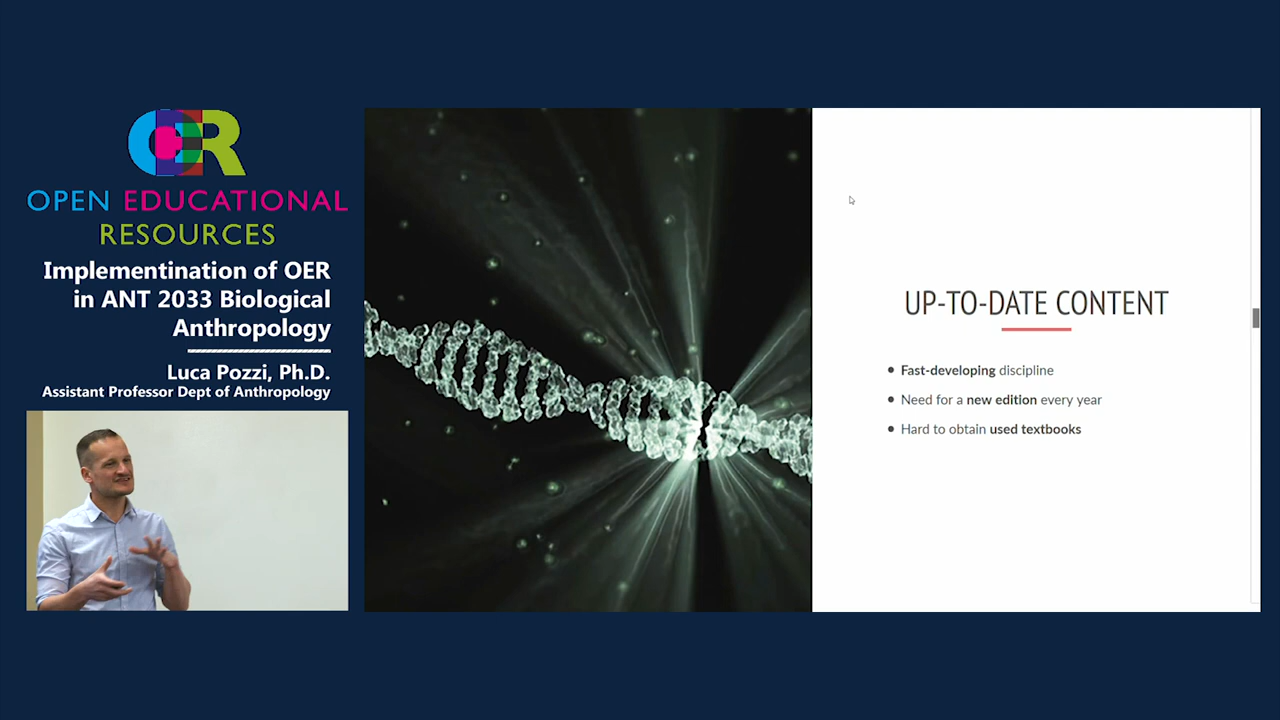 OER
OPEN EDUCATIONAL
RESOURCES
Implementination of OER
in ANT 2033 Biological
Anthropology
Luca Pozzi, Ph.D.
Assistant Professor Dept of Anthropology
UP-TO-DATE CONTENT
• Fast-developing discipline
• Need for a new edition every year
• Hard to obtain used textbooks